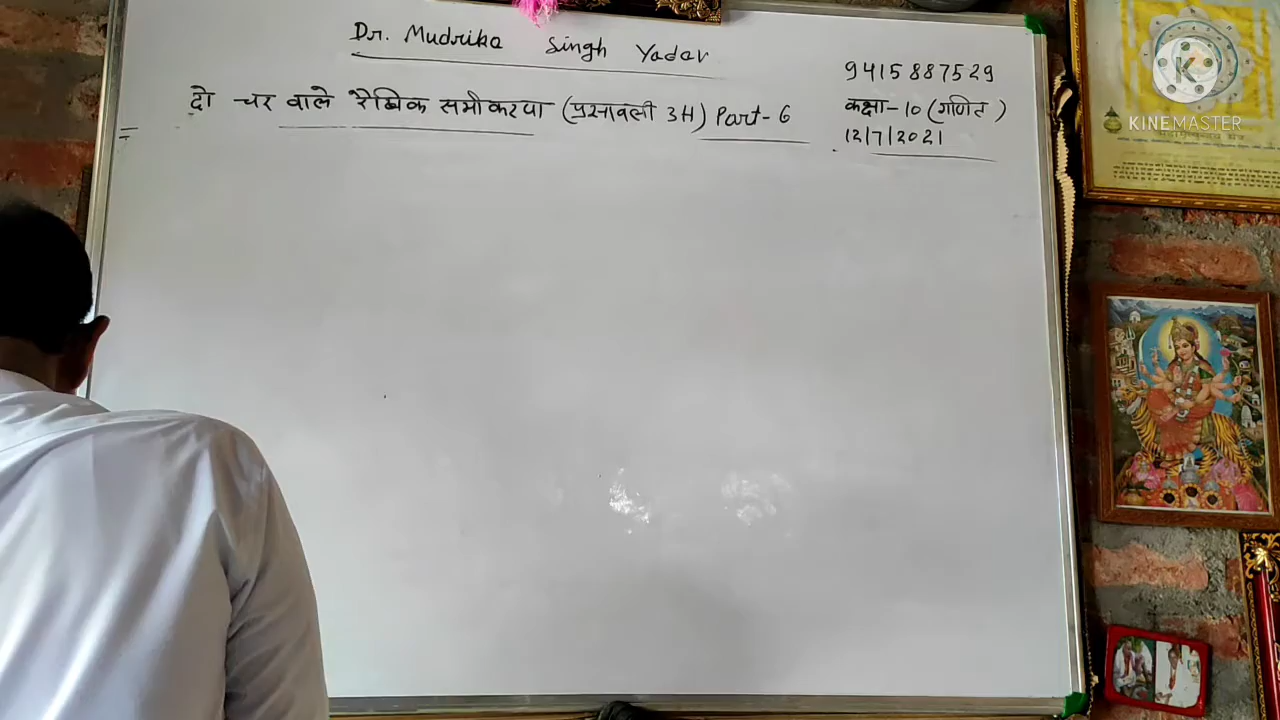 Dr. Mudrika Singh Yadav
9415887529
दो चर वाले रैखिक समीकरण (प्रश्नावली 3H) Part-6
कक्षा-10 (गणित)
12/7/2021
KINEMASTER